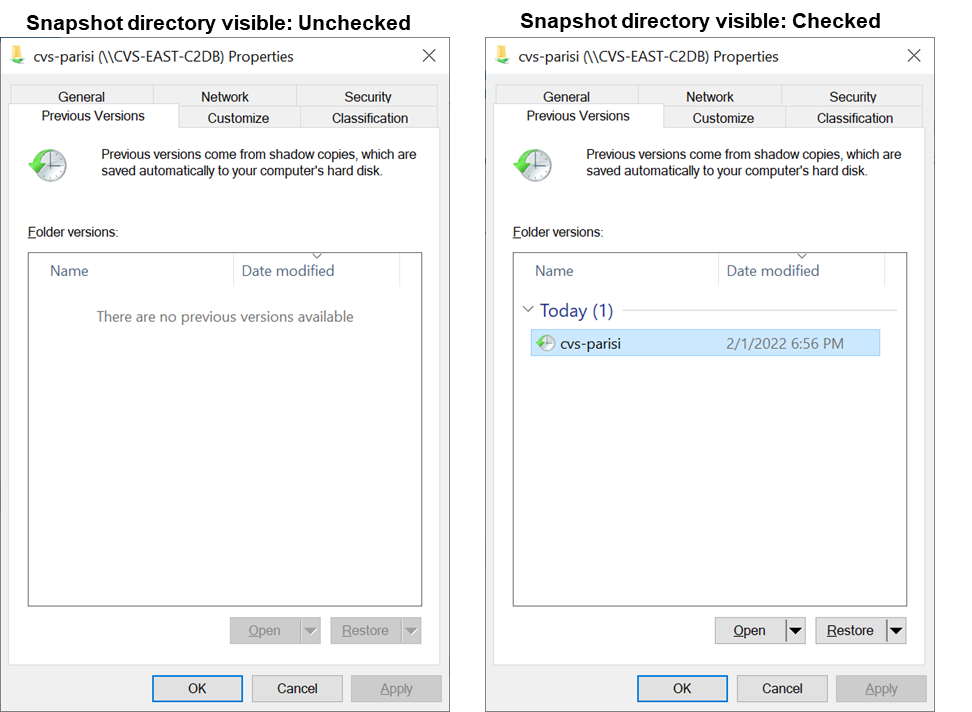 Snapshot directory visible: Unchecked
cvs-parisi (\\CVS-EAST-C2DB) Properties
General Network Security
Previous Versions Customize Classification
Previous versions come from shadow copies, which are
saved automatically to your computer's hard disk.
Folder versions:
Name Date modified
There are no previous versions available
Open Restore
OK Cancel Apply
Snapshot directory visible: Checked
cvs-parisi (\\CVS-EAST-C2DB) Properties
General Network Security
Previous Versions Customize Classification
Previous versions come from shadow copies, which are
saved automatically to your computer's hard disk.
Folder versions:
Name Date modified
Today (1)
cvs-parisi 2/1/2022 6:56 PM
Open Restore
OK Cancel Apply